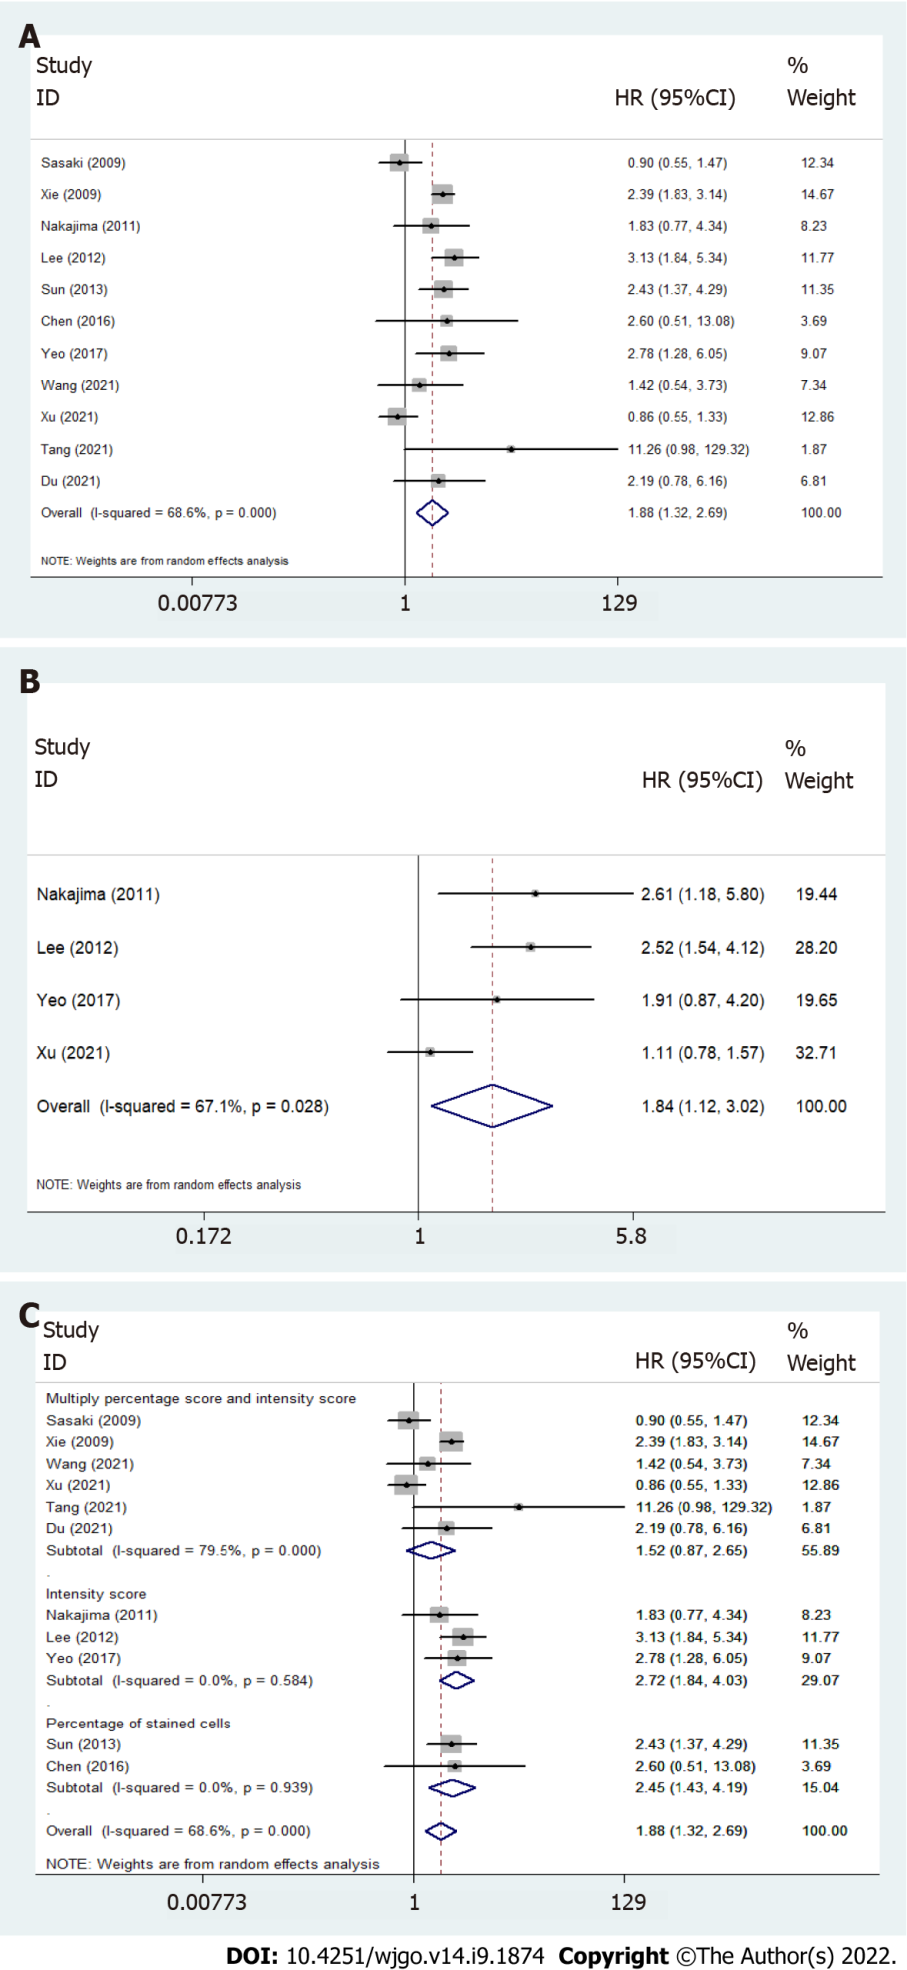 A
Study %
ID HR (95%CI) Weight
Sasaki (2009) 0.90 (0.55, 1.47) 12.34
Xie (2009) 2.39 (1.83, 3.14) 14.67
Nakajima (2011) 1.83 (0.77, 4.34) 8.23
Lee (2012) 3.13 (1.84, 5.34) 11.77
Sun (2013) 2.43 (1.37, 4.29) 11.35
Chen (2016) 2.60 (0.51, 13.08) 3.69
Yeo (2017) 2.78 (1.28, 6.05) 9.07
Wang (2021) 1.42 (0.54, 3.73) 7.34
Xu (2021) 0.86 (0.55, 1.33) 12.86
Tang (2021) 11.26 (0.98, 129.32) 1.87
Du (2021) 2.19 (0.78, 6.16) 6.81
Overall (I-squared = 68.6%, p = 0.000) 1.88 (1.32, 2.69) 100.00
NOTE: Weights are from random effects analysis
0.00773 1 129
B
Study %
ID HR (95%CI) Weight
Nakajima (2011) 2.61 (1.18, 5.80) 19.44
Lee (2012) 2.52 (1.54, 4.12) 28.20
Yeo (2017) 1.91 (0.87, 4.20) 19.65
Xu (2021) 1.11 (0.78, 1.57) 32.71
Overall (I-squared = 67.1%, p = 0.028) 1.84 (1.12, 3.02) 100.00
NOTE: Weights are from random effects analysis
0.172 1 5.8
C
Study %
ID HR (95%CI) Weight
Multiply percentage score and intensity score
Sasaki (2009) 0.90 (0.55, 1.47) 12.34
Xie (2009) 2.39 (1.83, 3.14) 14.67
Wang (2021) 1.42 (0.54, 3.73) 7.34
Xu (2021) 0.86 (0.55, 1.33) 12.86
Tang (2021) 11.26 (0.98, 129.32) 1.87
Du (2021) 2.19 (0.78, 6.16) 6.81
Subtotal (I-squared = 79.5%, p = 0.000) 1.52 (0.87, 2.65) 55.89
.
Intensity score
Nakajima (2011) 1.83 (0.77, 4.34) 8.23
Lee (2012) 3.13 (1.84, 5.34) 11.77
Yeo (2017) 2.78 (1.28, 6.05) 9.07
Subtotal (I-squared = 0.0%, p = 0.584) 2.72 (1.84, 4.03) 29.07
.
Percentage of stained cells
Sun (2013) 2.43 (1.37, 4.29) 11.35
Chen (2016) 2.60 (0.51, 13.08) 3.69
Subtotal (I-squared = 0.0%, p = 0.939) 2.45 (1.43, 4.19) 15.04
.
Overall (I-squared = 68.6%, p = 0.000) 1.88 (1.32, 2.69) 100.00
NOTE: Weights are from random effects analysis
0.00773 1 129
DOI: 10.4251/wjgo.v14.i9.1874 Copyright ©The Author(s) 2022.